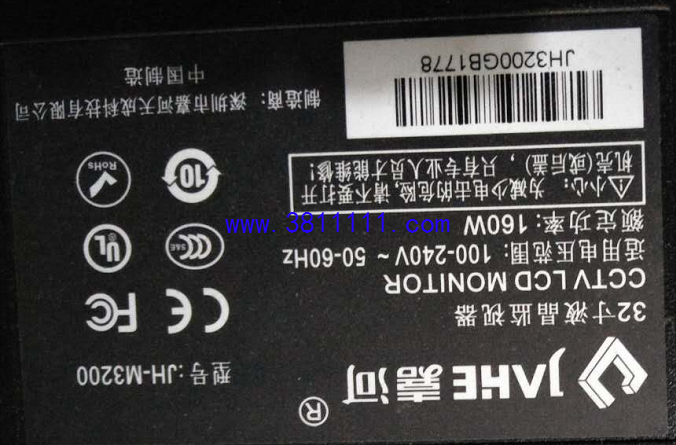 JAHE 嘉河 ®
型号:JH-M3200
32寸液晶监视器
CCTV LCD MONITOR
适用电压范围：100-240V ~ 50-60Hz
额定功率：160W
CE FC
CCC S&E
UL
10
RoHS
小心：为减少电击的危险,请不要打开
机壳(或后盖)，只有专业人员才能维修!
制造商：深圳市嘉河天成科技有限公司
中国制造
JH3200GB1778
www.3811111.com